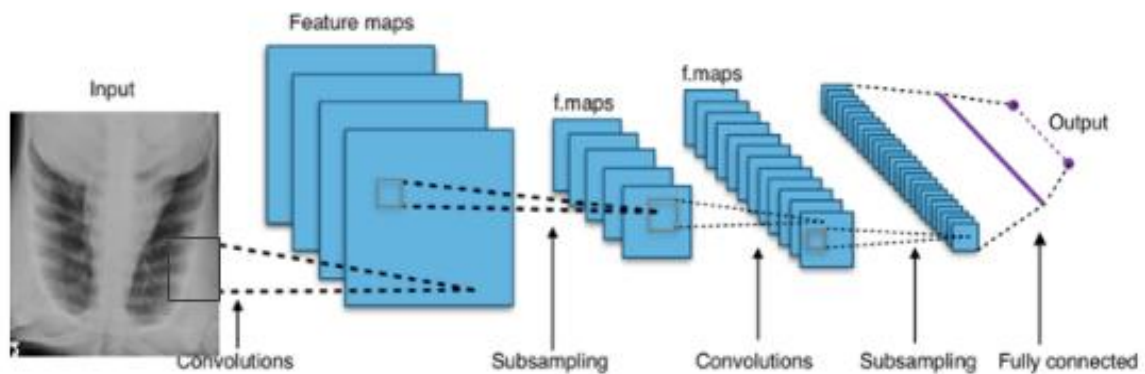 Feature maps
Input
f.maps
f.maps
Output
Convolutions
Subsampling
Convolutions
Subsampling
Fully connected